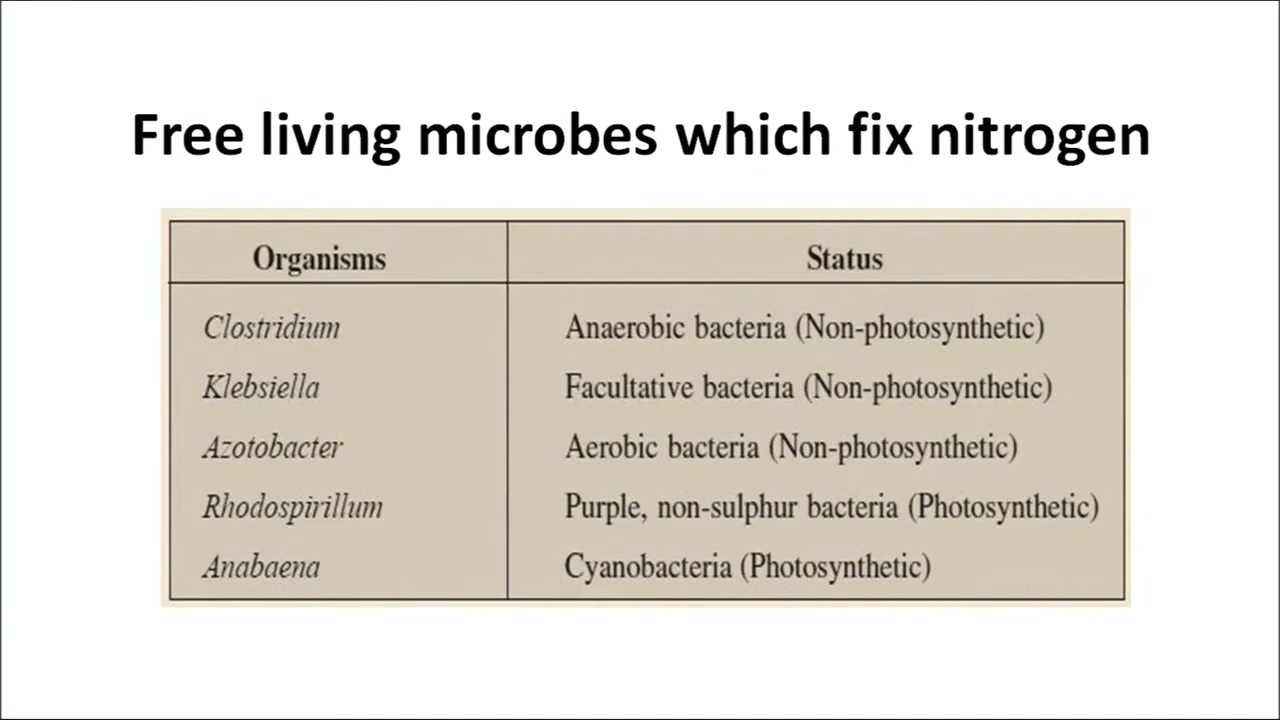 Free living microbes which fix nitrogen
Organisms Status
Clostridium Anaerobic bacteria (Non-photosynthetic)
Klebsiella Facultative bacteria (Non-photosynthetic)
Azotobacter Aerobic bacteria (Non-photosynthetic)
Rhodospirillum Purple, non-sulphur bacteria (Photosynthetic)
Anabaena Cyanobacteria (Photosynthetic)